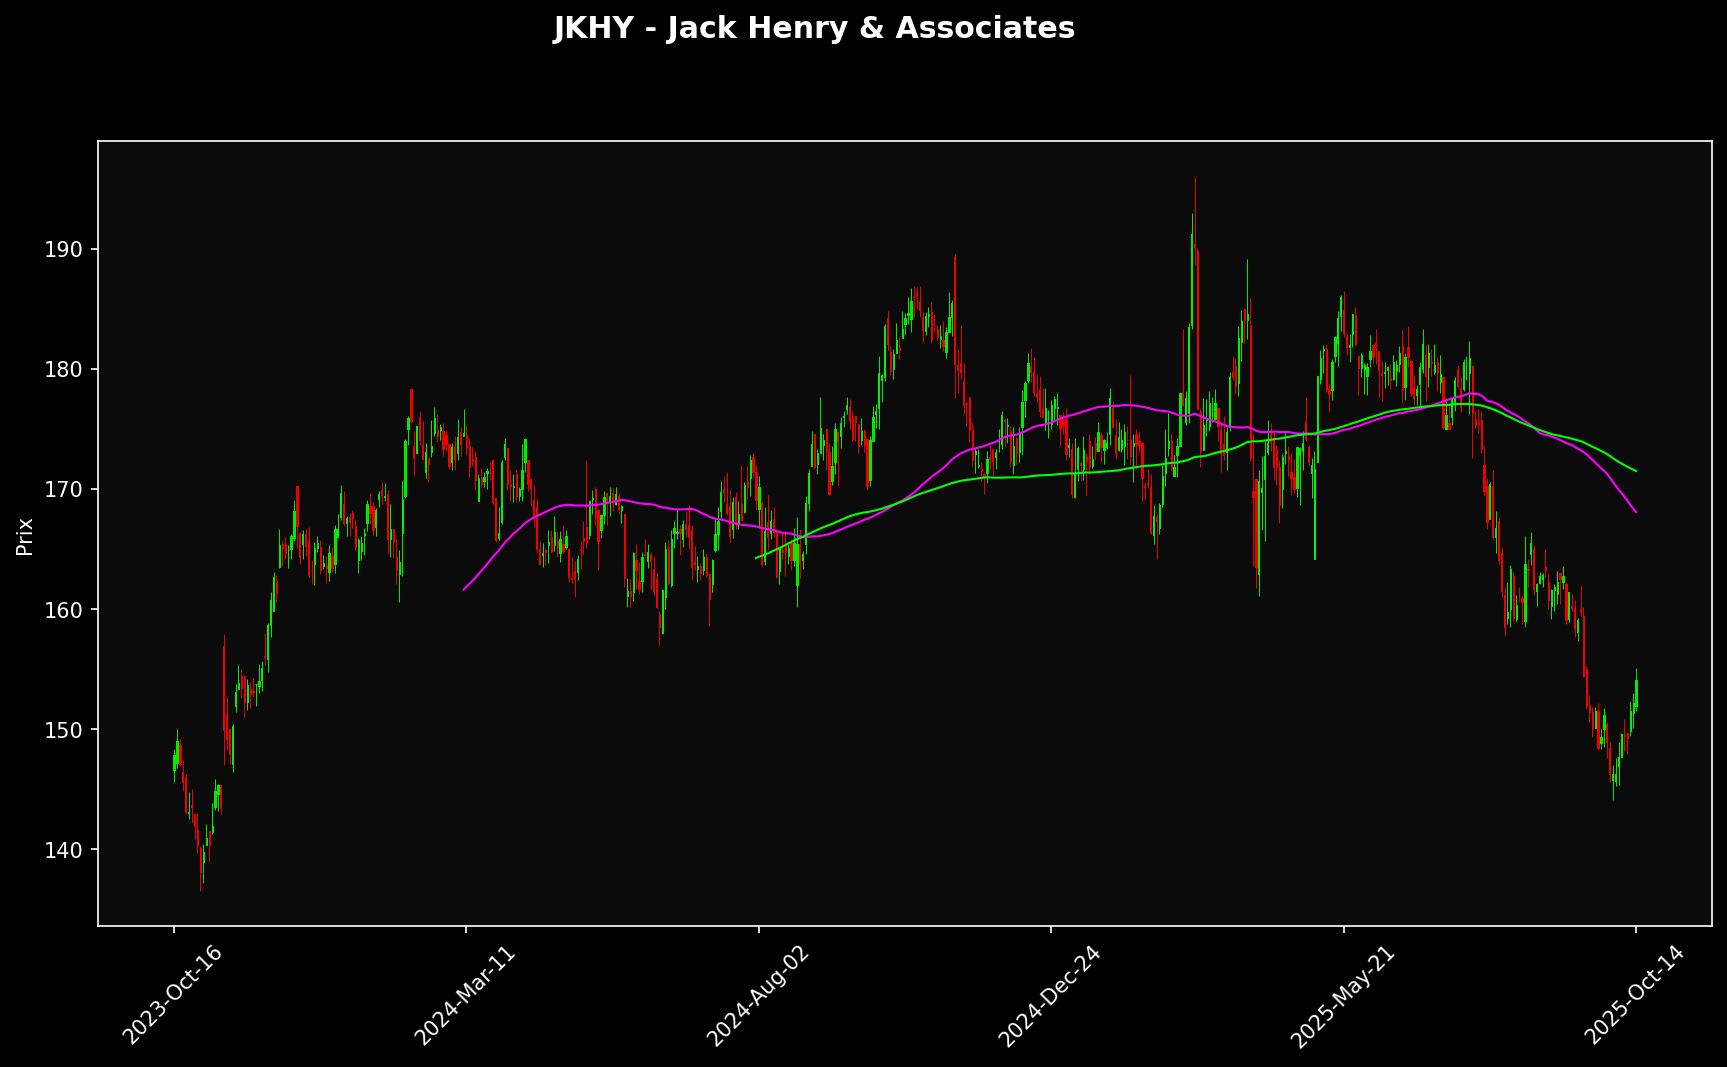 JKHY - Jack Henry & Associates
190
180
170
160
150
140
Prix
2023-Oct-16
2024-Mar-11
2024-Aug-02
2024-Dec-24
2025-May-21
2025-Oct-14